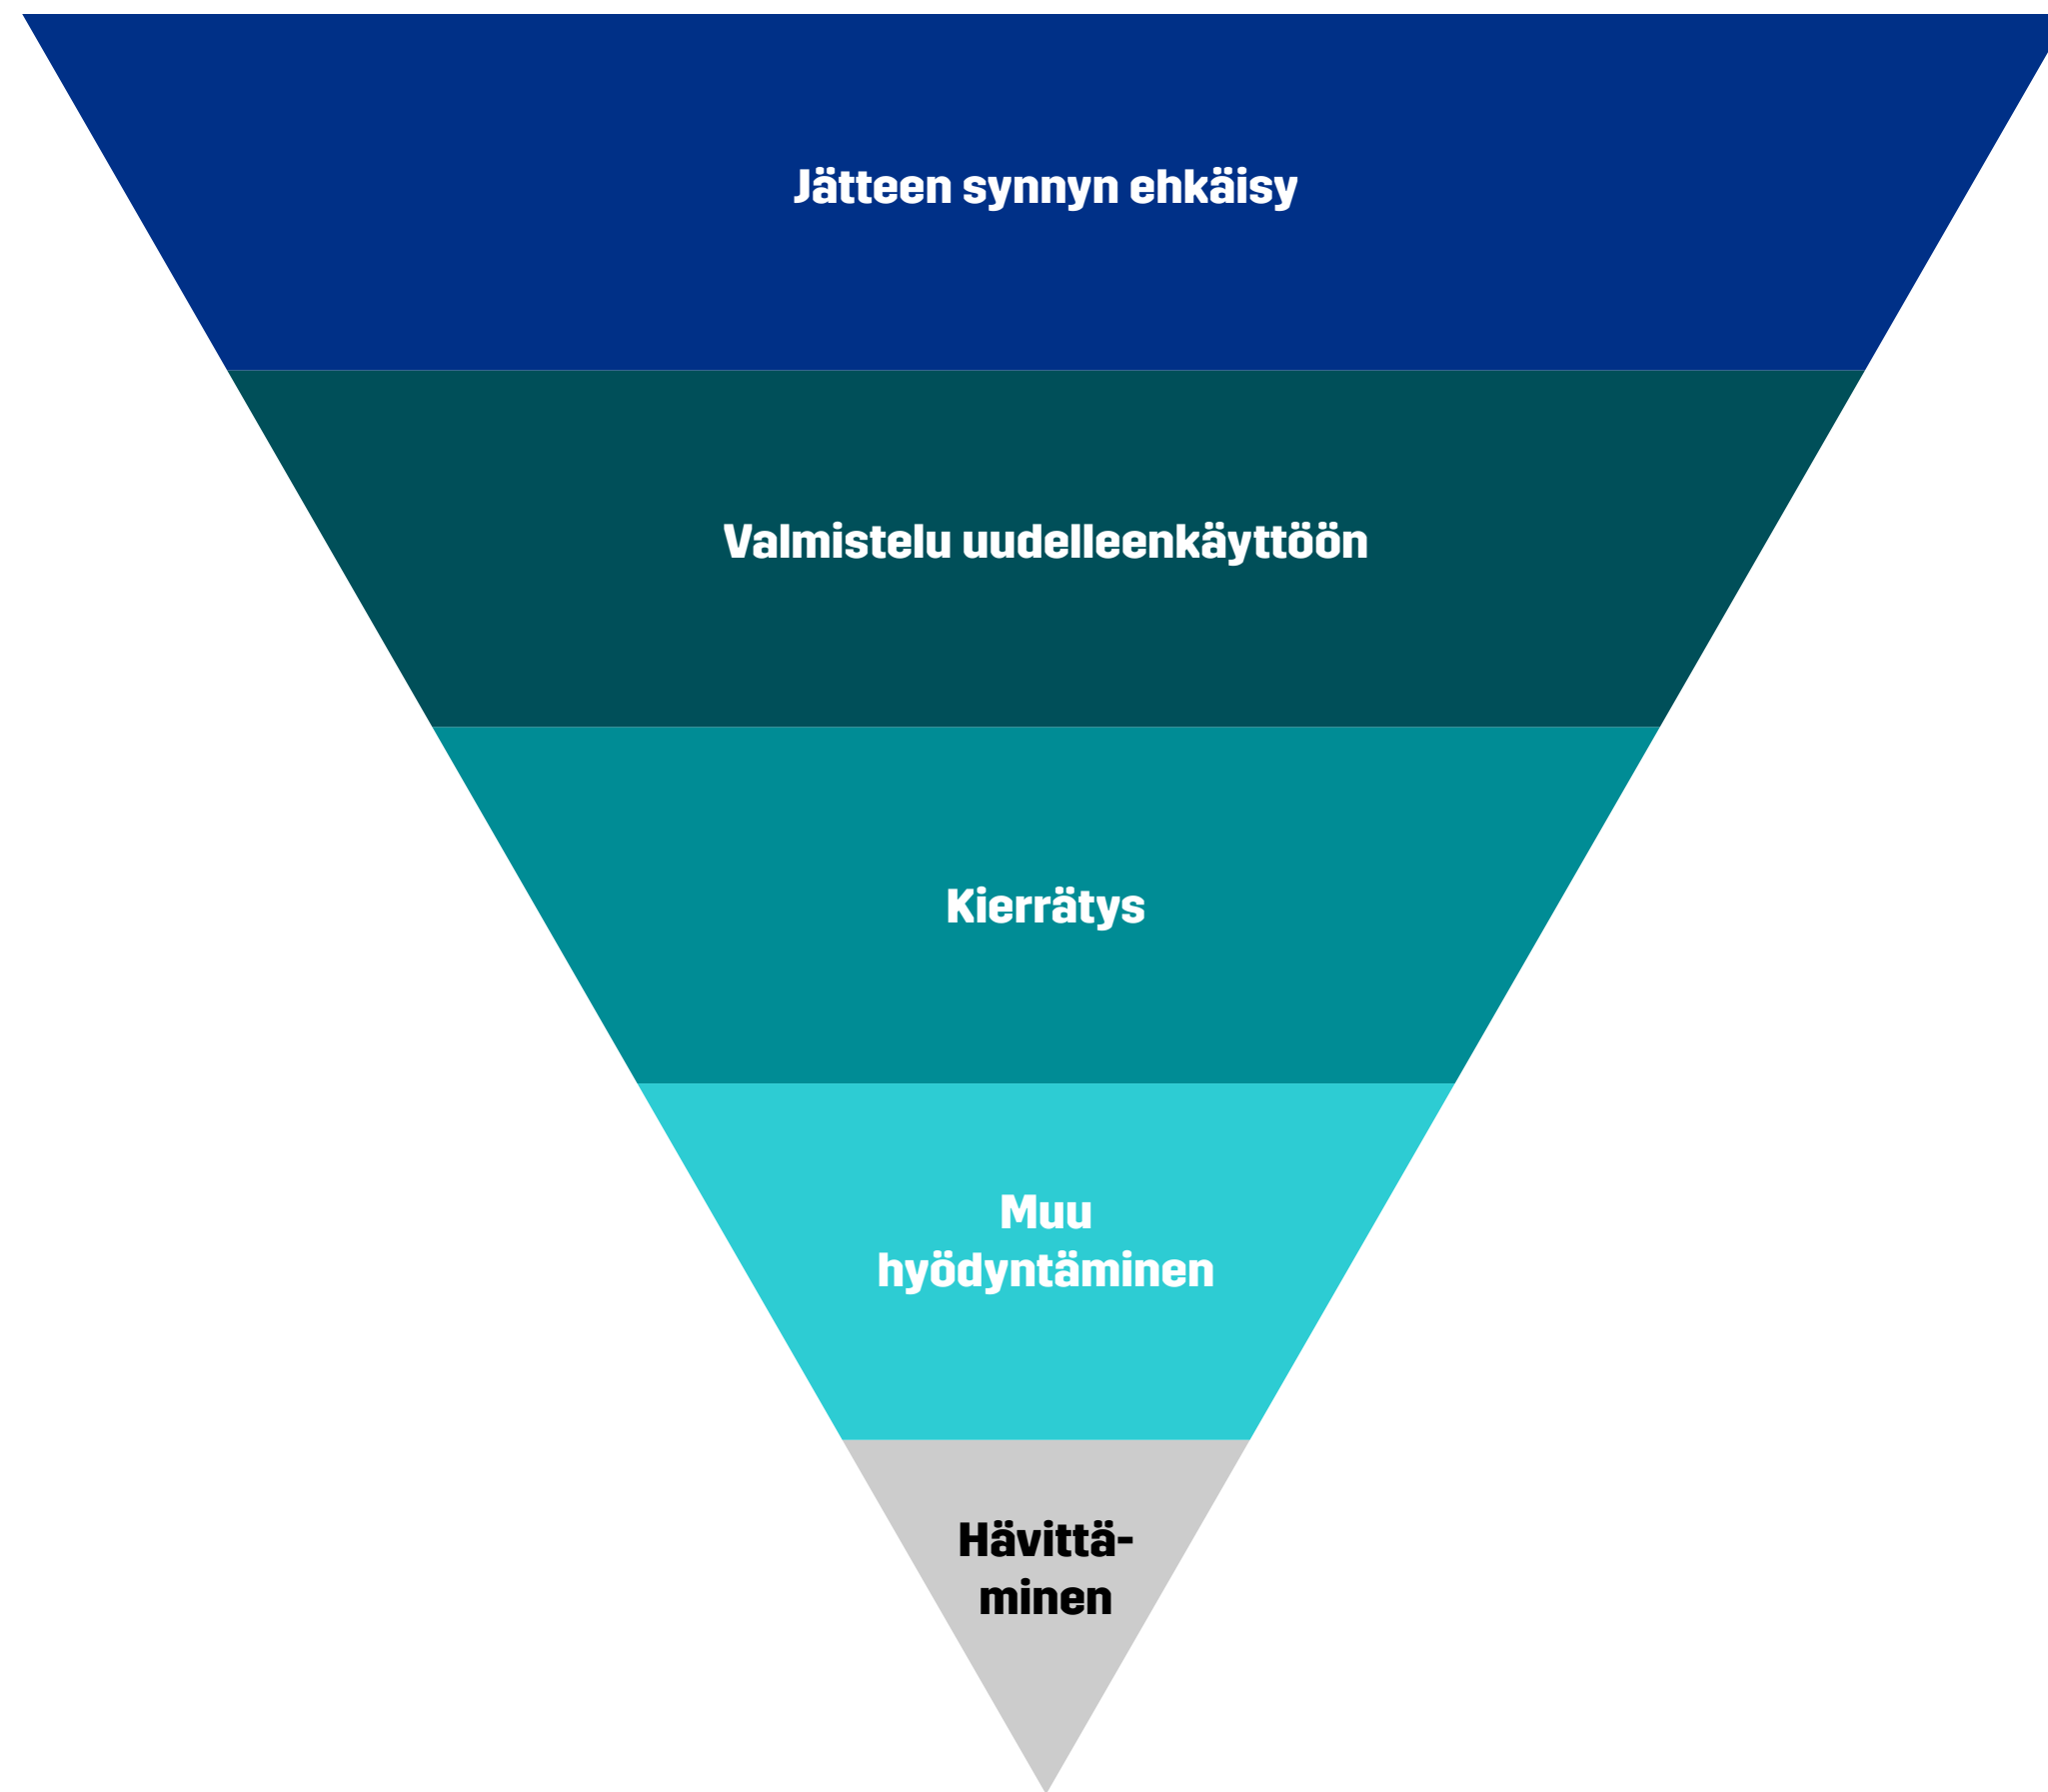 Jätteen synnyn ehkäisy
Valmistelu uudelleenkäyttöön
Kierrätys
Muu
hyödyntäminen
Hävittä-
minen